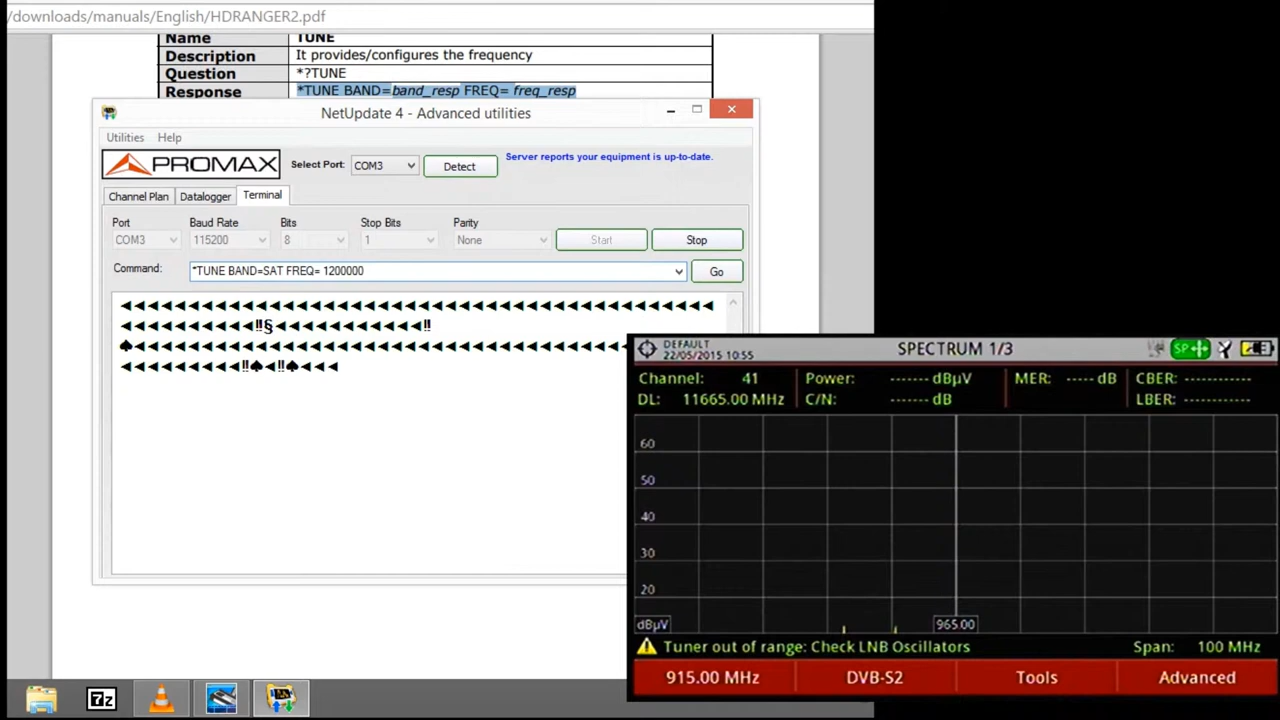 /downloads/manuals/English/HDRANGER2.pdf
Name TUNE
Description It provides/configures the frequency
Question *?TUNE
Response *TUNE BAND=band_resp FREQ= freq_resp
NetUpdate 4 - Advanced utilities
Utilities Help
PROMAX Select Port: COM3 Detect Server reports your equipment is up-to-date.
Channel Plan Datalogger Terminal
Port Baud Rate Bits Stop Bits Parity
COM3 115200 8 1 None Start Stop
Command: *TUNE BAND=SAT FREQ= 1200000 Go
◄◄◄◄◄◄◄◄◄◄◄◄◄◄◄◄◄◄◄◄◄◄◄◄◄◄◄◄◄◄◄◄◄◄◄◄◄◄◄◄◄◄◄◄
◄◄◄◄◄◄◄◄◄◄‼§◄◄◄◄◄◄◄◄◄◄◄‼
♠◄◄◄◄◄◄◄◄◄◄◄◄◄◄◄◄◄◄◄◄◄◄◄◄◄◄◄◄◄◄◄◄◄◄◄◄◄
◄◄◄◄◄◄◄◄◄‼♠◄‼♠◄◄◄
DEFAULT
22/05/2015 10:55
SPECTRUM 1/3
SP
Channel: 41 Power: ------- dBµV MER: ----- dB CBER: -----------
DL: 11665.00 MHz C/N: ------- dB LBER: -----------
60
50
40
30
20
dBµV 965.00
Tuner out of range: Check LNB Oscillators Span: 100 MHz
915.00 MHz DVB-S2 Tools Advanced
7z